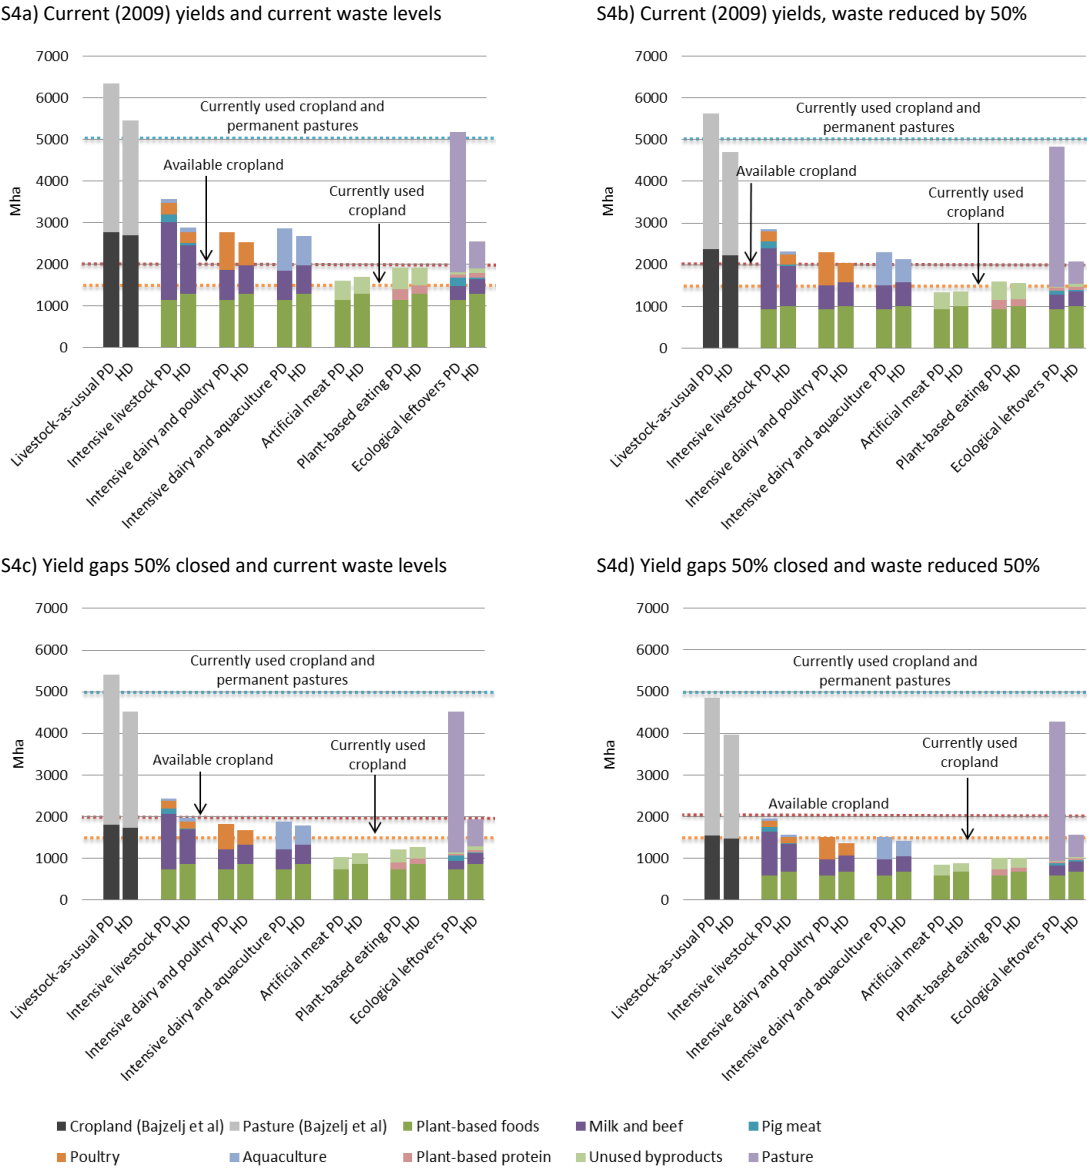 S4a) Current (2009) yields and current waste levels
7000
6000
5000
4000
3000
2000
1000
0
Mha
Currently used cropland and
permanent pastures
Available cropland
Currently used
cropland
Livestock-as-usual PD
HD
Intensive livestock PD
HD
Intensive dairy and poultry PD
HD
Intensive dairy and aquaculture PD
HD
Artificial meat PD
HD
Plant-based eating PD
HD
Ecological leftovers PD
HD
S4b) Current (2009) yields, waste reduced by 50%
7000
6000
5000
4000
3000
2000
1000
0
Mha
Currently used cropland and
permanent pastures
Available cropland
Currently used
cropland
Livestock-as-usual PD
HD
Intensive livestock PD
HD
Intensive dairy and poultry PD
HD
Intensive dairy and aquaculture PD
HD
Artificial meat PD
HD
Plant-based eating PD
HD
Ecological leftovers PD
HD
S4c) Yield gaps 50% closed and current waste levels
7000
6000
5000
4000
3000
2000
1000
0
Mha
Currently used cropland and
permanent pastures
Available cropland
Currently used
cropland
Livestock-as-usual PD
HD
Intensive livestock PD
HD
Intensive dairy and poultry PD
HD
Intensive dairy and aquaculture PD
HD
Artificial meat PD
HD
Plant-based eating PD
HD
Ecological leftovers PD
HD
S4d) Yield gaps 50% closed and waste reduced 50%
7000
6000
5000
4000
3000
2000
1000
0
Mha
Currently used cropland and
permanent pastures
Available cropland
Currently used
cropland
Livestock-as-usual PD
HD
Intensive livestock PD
HD
Intensive dairy and poultry PD
HD
Intensive dairy and aquaculture PD
HD
Artificial meat PD
HD
Plant-based eating PD
HD
Ecological leftovers PD
HD
Cropland (Bajzelj et al) Pasture (Bajzelj et al) Plant-based foods Milk and beef Pig meat
Poultry Aquaculture Plant-based protein Unused byproducts Pasture